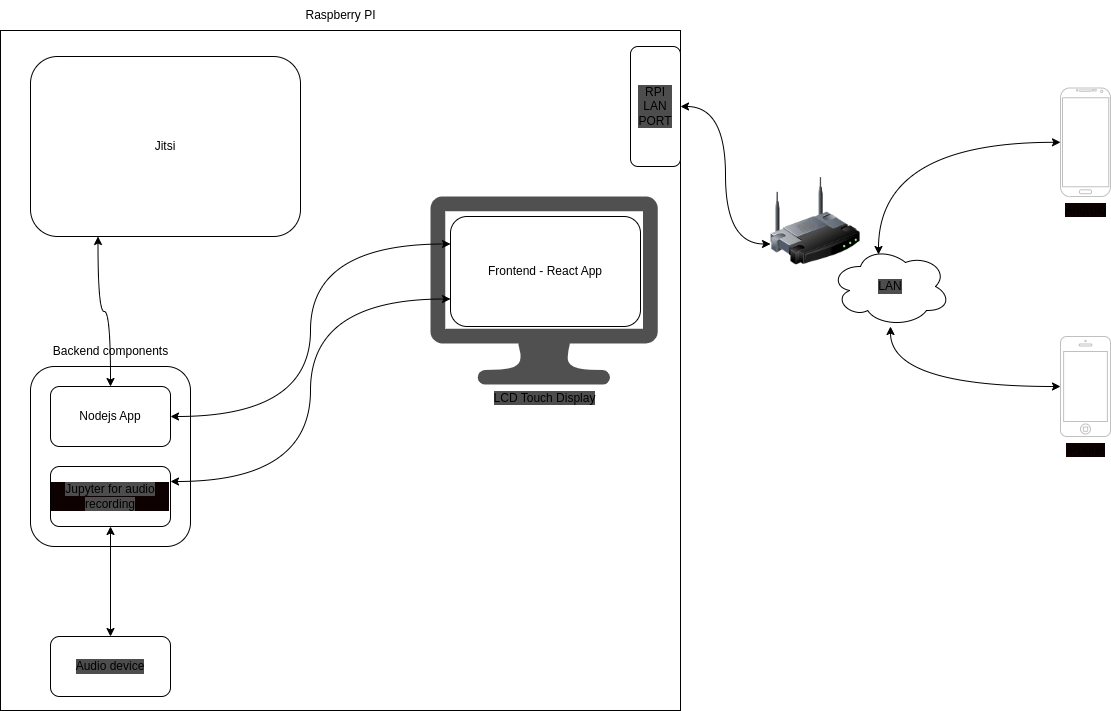 Raspberry PI
Jitsi
RPI
LAN
PORT
Frontend - React App
LAN
LCD Touch Display
Backend components
Nodejs App
Jupyter for audio
recording
Audio device